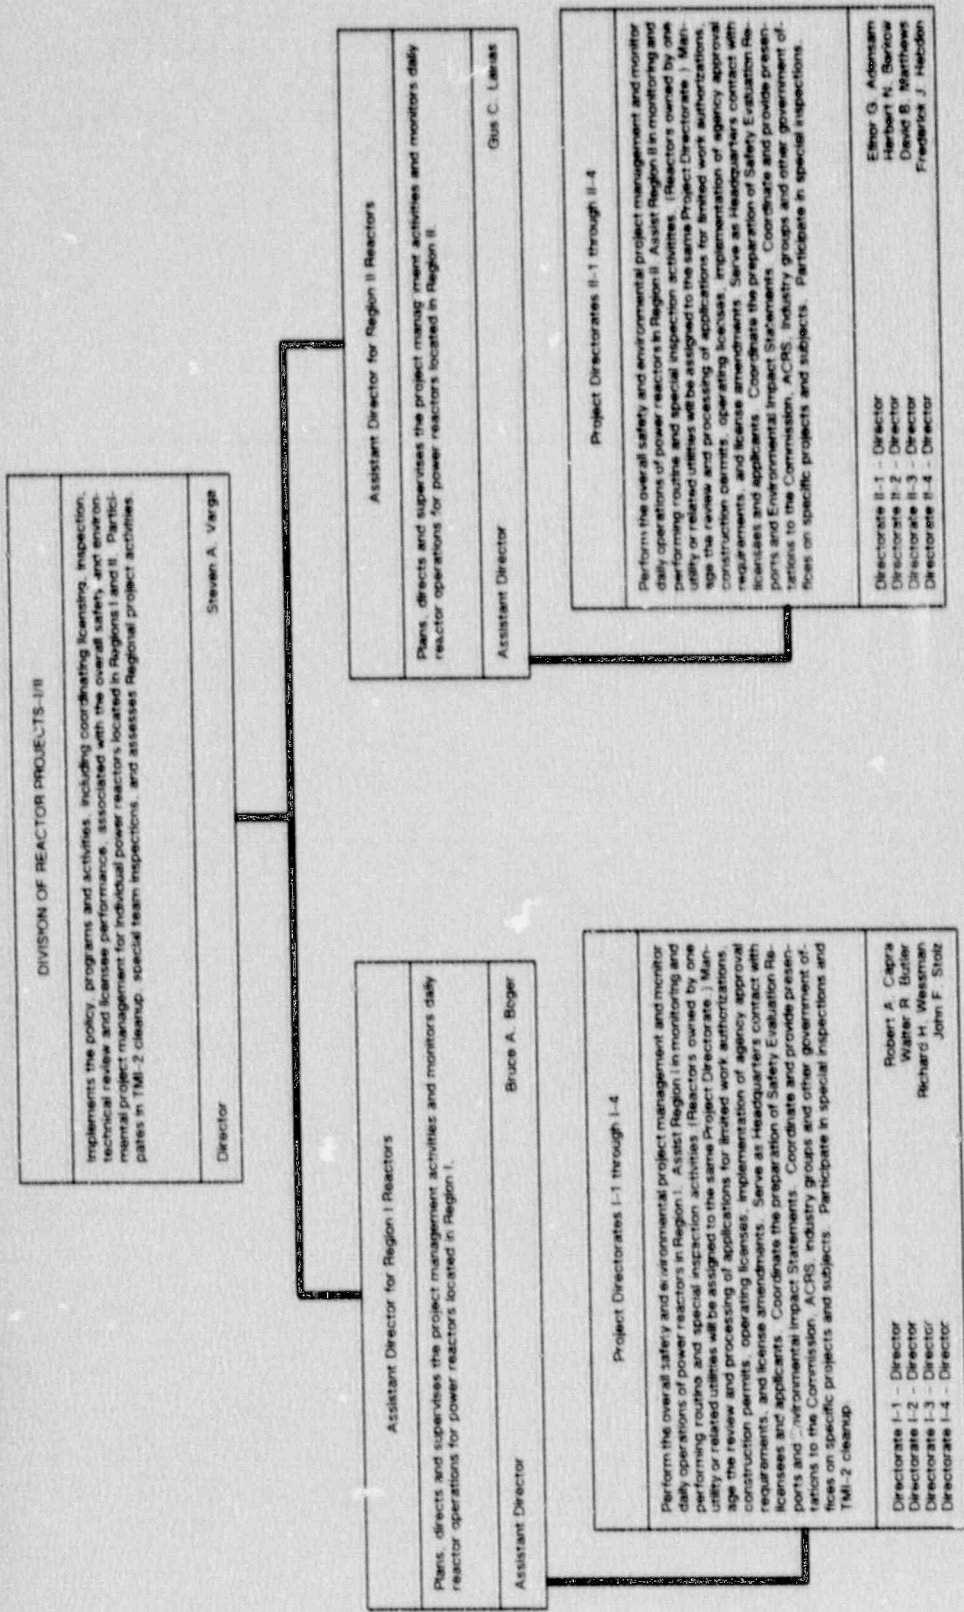 DIVISION OF REACTOR PROJECTS-I/II
Implements the policy, programs and activities, including coordinating licensing, inspection,
technical review and licensee performance, associated with the overall safety and environ-
mental project management for individual power reactors located in Regions I and II. Partici-
pates in TMI-2 cleanup, special team inspections, and assesses Regional project activities.
Director Steven A. Varga
Assistant Director for Region I Reactors
Plans, directs and supervises the project management activities and monitors daily
reactor operations for power reactors located in Region I.
Assistant Director Bruce A. Boger
Assistant Director for Region II Reactors
Plans, directs and supervises the project manag ment activities and monitors daily
reactor operations for power reactors located in Region II.
Assistant Director Gus C. Lainas
Project Directorates I-1 through I-4
Perform the overall safety and environmental project management and monitor
daily operations of power reactors in Region I. Assist Region I in monitoring and
performing routine and special inspection activities. (Reactors owned by one
utility or related utilities will be assigned to the same Project Directorate.) Man-
age the review and processing of applications for limited work authorizations,
construction permits, operating licenses, implementation of agency approval
requirements, and license amendments. Serve as Headquarters contact with
licensees and applicants. Coordinate the preparation of Safety Evaluation Re-
ports and Environmental Impact Statements. Coordinate and provide presen-
tations to the Commission, ACRS, industry groups and other government of-
fices on specific projects and subjects. Participate in special inspections and
TMI-2 cleanup.
Directorate I-1 - Director Robert A. Capra
Directorate I-2 - Director Walter R. Butler
Directorate I-3 - Director Richard H. Wessman
Directorate I-4 - Director John F. Stolz
Project Directorates II-1 through II-4
Perform the overall safety and environmental project management and monitor
daily operations of power reactors in Region II. Assist Region II in monitoring and
performing routine and special inspection activitites. (Reactors owned by one
utility or related utilities will be assigned to the same Project Directorate.) Man-
age the review and processing of applications for limited work authorizations,
construction permits, operating licenses, implementation of agency approval
requirements, and license amendments. Serve as Headquarters contact with
licensees and applicants. Coordinate the preparation of Safety Evaluation Re-
ports and Environmental Impact Statements. Coordinate and provide presen-
tations to the Commission, ACRS, industry groups and other government of-
fices on specific projects and subjects. Participate in special inspections.
Directorate II-1 - Director Elinor G. Adensam
Directorate II-2 - Director Herbert N. Berkow
Directorate II-3 - Director David B. Matthews
Directorate II-4 - Director Frederick J. Hebdon